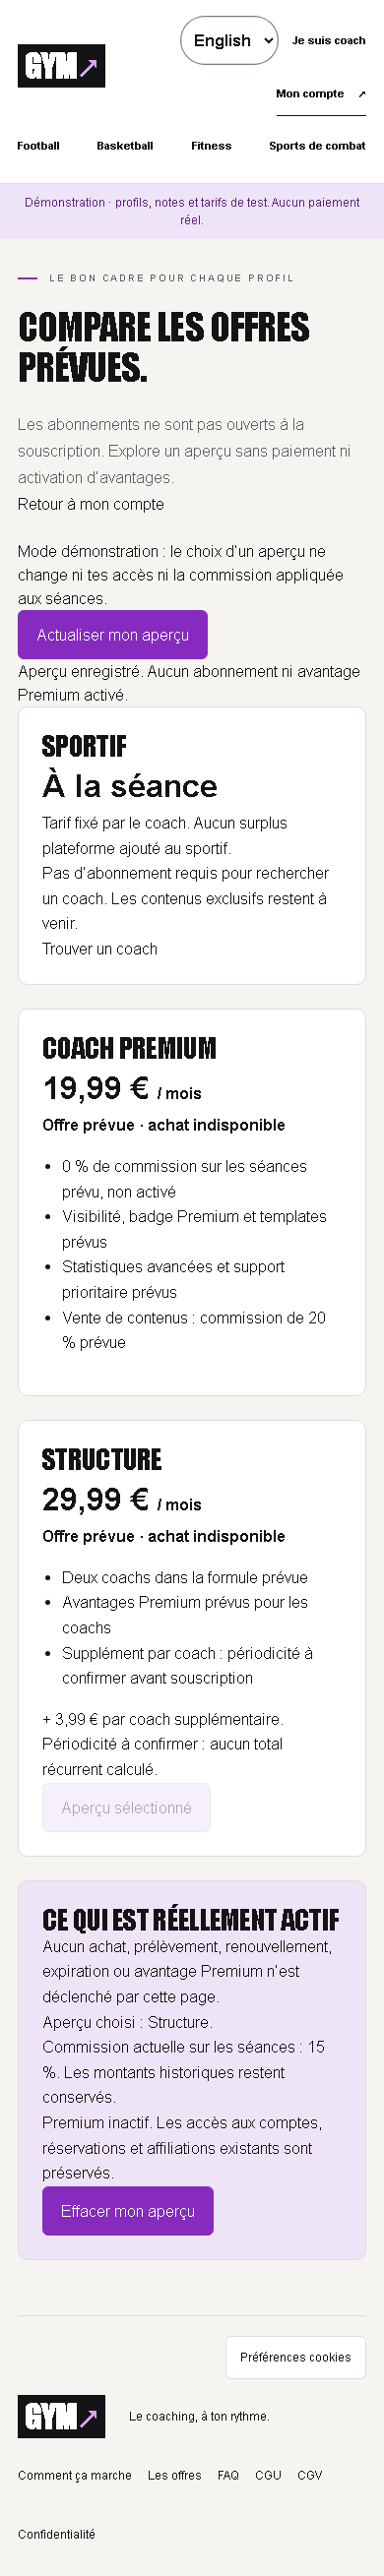 GYM↗
English
Je suis coach
Mon compte ↗
Football
Basketball
Fitness
Sports de combat
Démonstration · profils, notes et tarifs de test. Aucun paiement
réel.
LE BON CADRE POUR CHAQUE PROFIL
COMPARE LES OFFRES
PRÉVUES.
Les abonnements ne sont pas ouverts à la
souscription. Explore un aperçu sans paiement ni
activation d'avantages.
Retour à mon compte
Mode démonstration : le choix d'un aperçu ne
change ni tes accès ni la commission appliquée
aux séances.
Actualiser mon aperçu
Aperçu enregistré. Aucun abonnement ni avantage
Premium activé.
SPORTIF
À la séance
Tarif fixé par le coach. Aucun surplus
plateforme ajouté au sportif.
Pas d'abonnement requis pour rechercher
un coach. Les contenus exclusifs restent à
venir.
Trouver un coach
COACH PREMIUM
19,99 € / mois
Offre prévue · achat indisponible
• 0 % de commission sur les séances
prévu, non activé
• Visibilité, badge Premium et templates
prévus
• Statistiques avancées et support
prioritaire prévus
• Vente de contenus : commission de 20
% prévue
STRUCTURE
29,99 € / mois
Offre prévue · achat indisponible
• Deux coachs dans la formule prévue
• Avantages Premium prévus pour les
coachs
• Supplément par coach : périodicité à
confirmer avant souscription
+ 3,99 € par coach supplémentaire.
Périodicité à confirmer : aucun total
récurrent calculé.
Aperçu sélectionné
CE QUI EST RÉELLEMENT ACTIF
Aucun achat, prélèvement, renouvellement,
expiration ou avantage Premium n'est
déclenché par cette page.
Aperçu choisi : Structure.
Commission actuelle sur les séances : 15
%. Les montants historiques restent
conservés.
Premium inactif. Les accès aux comptes,
réservations et affiliations existants sont
préservés.
Effacer mon aperçu
Préférences cookies
GYM↗
Le coaching, à ton rythme.
Comment ça marche
Les offres
FAQ
CGU
CGV
Confidentialité